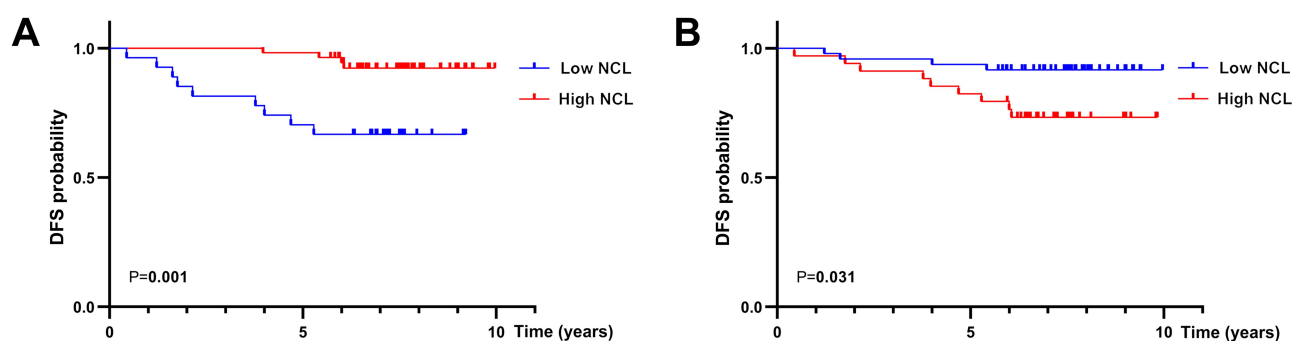 A
DFS probability
1.0
0.5
0.0
Low NCL
High NCL
P=0.001
0
5
10
Time (years)
B
DFS probability
1.0
0.5
0.0
Low NCL
High NCL
P=0.031
0
5
10
Time (years)